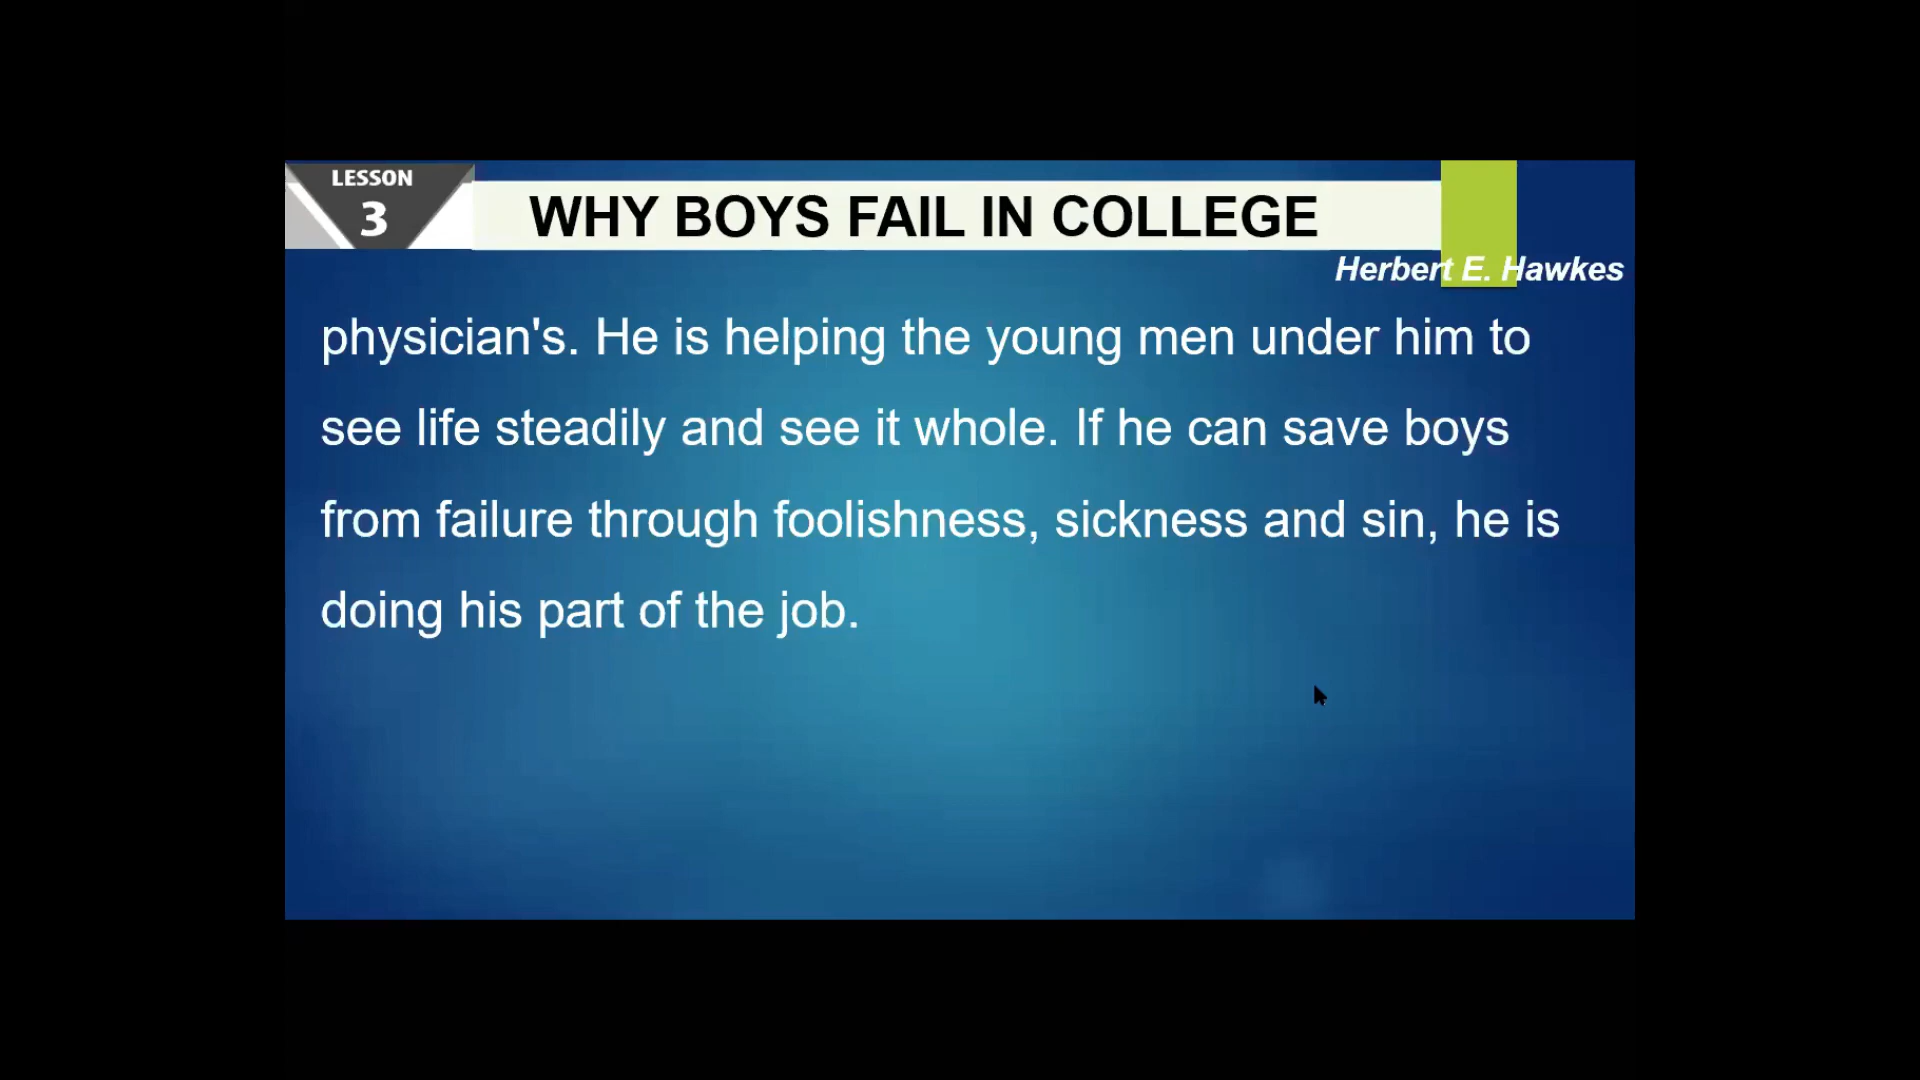 LESSON
3
WHY BOYS FAIL IN COLLEGE
Herbert E. Hawkes
physician's. He is helping the young men under him to
see life steadily and see it whole. If he can save boys
from failure through foolishness, sickness and sin, he is
doing his part of the job.